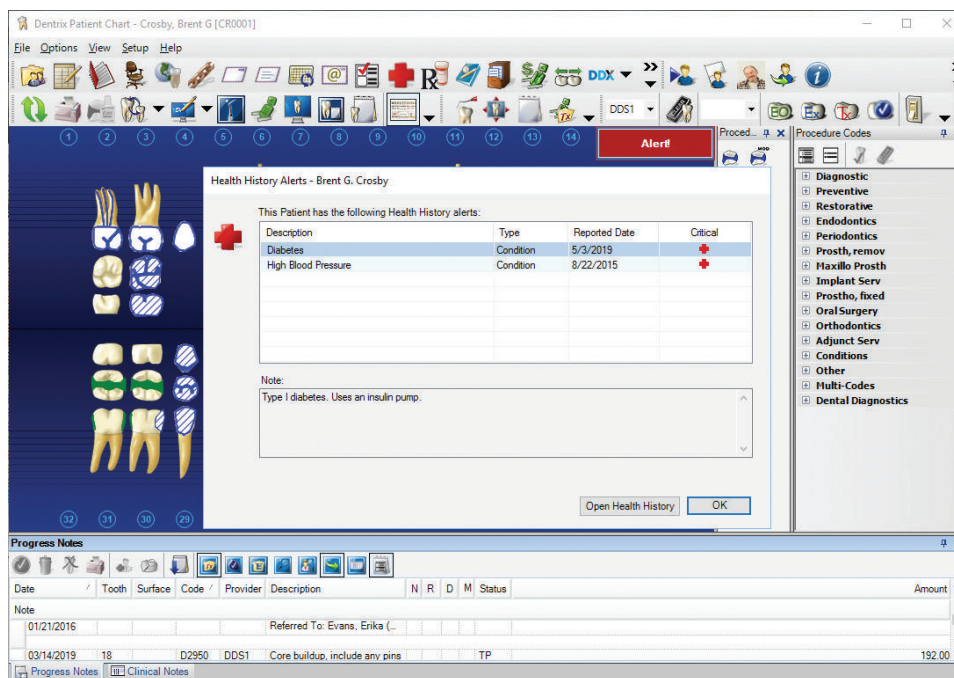 Dentrix Patient Chart - Crosby, Brent G [CR0001]
File Options View Setup Help
@ Rx DDX
DDS1 Tx EO Ex Tx
1 2 3 4 5 6 7 8 9 10 11 12 13 14
Alert!
Proced...
MOD
Procedure Codes
Diagnostic
Preventive
Restorative
Endodontics
Periodontics
Prosth, remov
Maxillo Prosth
Implant Serv
Prostho, fixed
Oral Surgery
Orthodontics
Adjunct Serv
Conditions
Other
Multi-Codes
Dental Diagnostics
Health History Alerts - Brent G. Crosby
This Patient has the following Health History alerts:
Description Type Reported Date Critical
Diabetes Condition 5/3/2019
High Blood Pressure Condition 8/22/2015
Note:
Type I diabetes. Uses an insulin pump.
Open Health History OK
32 31 30 29
Progress Notes
Date Tooth Surface Code Provider Description N R D M Status Amount
Note
01/21/2016 Referred To: Evans, Erika (...
03/14/2019 18 D2950 DDS1 Core buildup, include any pins TP 192.00
Progress Notes Clinical Notes